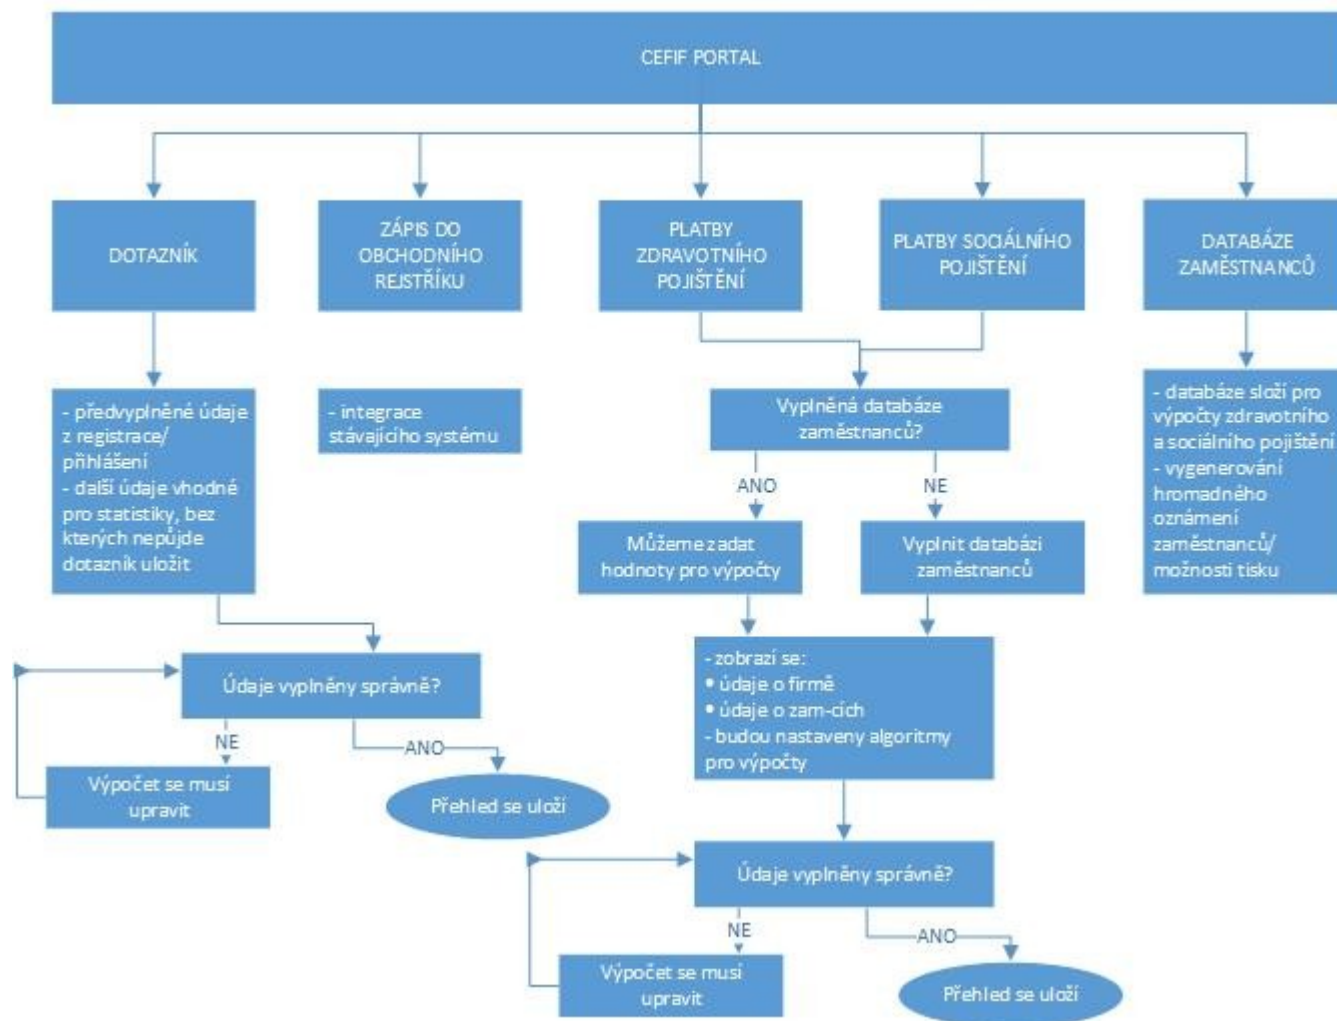 CEFIF PORTAL
DOTAZNÍK
ZÁPIS DO
OBCHODNÍHO
REJSTŘÍKU
PLATBY
ZDRAVOTNÍHO
POJIŠTĚNÍ
PLATBY SOCIÁLNÍHO
POJIŠTĚNÍ
DATABÁZE
ZAMĚSTNANCŮ
- předvyplněné údaje
z registrace/
přihlášení
- další údaje vhodné
pro statistiky, bez
kterých nepůjde
dotazník uložit
- integrace
stávajícího systému
Vyplněná databáze
zaměstnanců?
- databáze složí pro
výpočty zdravotního
a sociálního pojištění
- vygenerování
hromadného
oznámení
zaměstnanců/
možnosti tisku
ANO
NE
Můžeme zadat
hodnoty pro výpočty
Vyplnit databázi
zaměstnanců
Údaje vyplněny správně?
NE
ANO
Výpočet se musí
upravit
Přehled se uloží
- zobrazí se:
• údaje o firmě
• údaje o zam-cích
- budou nastaveny algoritmy
pro výpočty
Údaje vyplněny správně?
NE
ANO
Výpočet se musí
upravit
Přehled se uloží